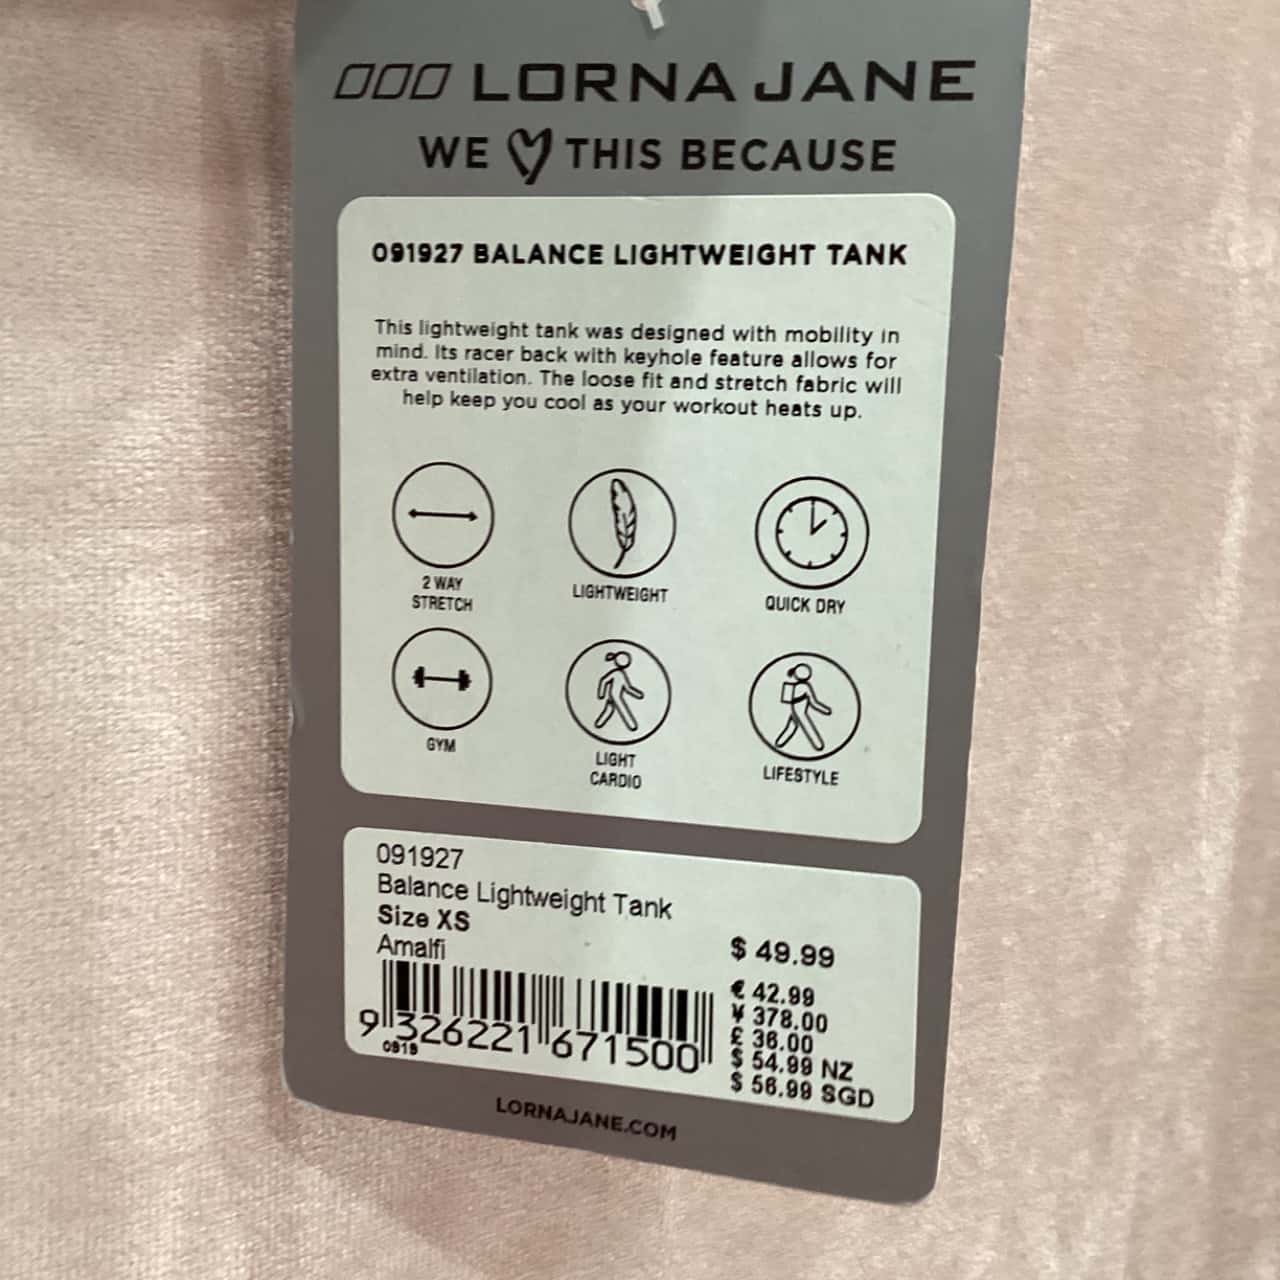 LORNA JANE
WE THIS BECAUSE
091927 BALANCE LIGHTWEIGHT TANK
This lightweight tank was designed with mobility in
mind. Its racer back with keyhole feature allows for
extra ventilation. The loose fit and stretch fabric will
help keep you cool as your workout heats up.
2 WAY
STRETCH
LIGHTWEIGHT
QUICK DRY
GYM
LIGHT
CARDIO
LIFESTYLE
091927
Balance Lightweight Tank
Size XS
Amalfi
$ 49.99
€ 42.99
¥ 378.00
£ 36.00
$ 54.99 NZ
$ 56.99 SGD
9 326221 671500
0919
LORNAJANE.COM